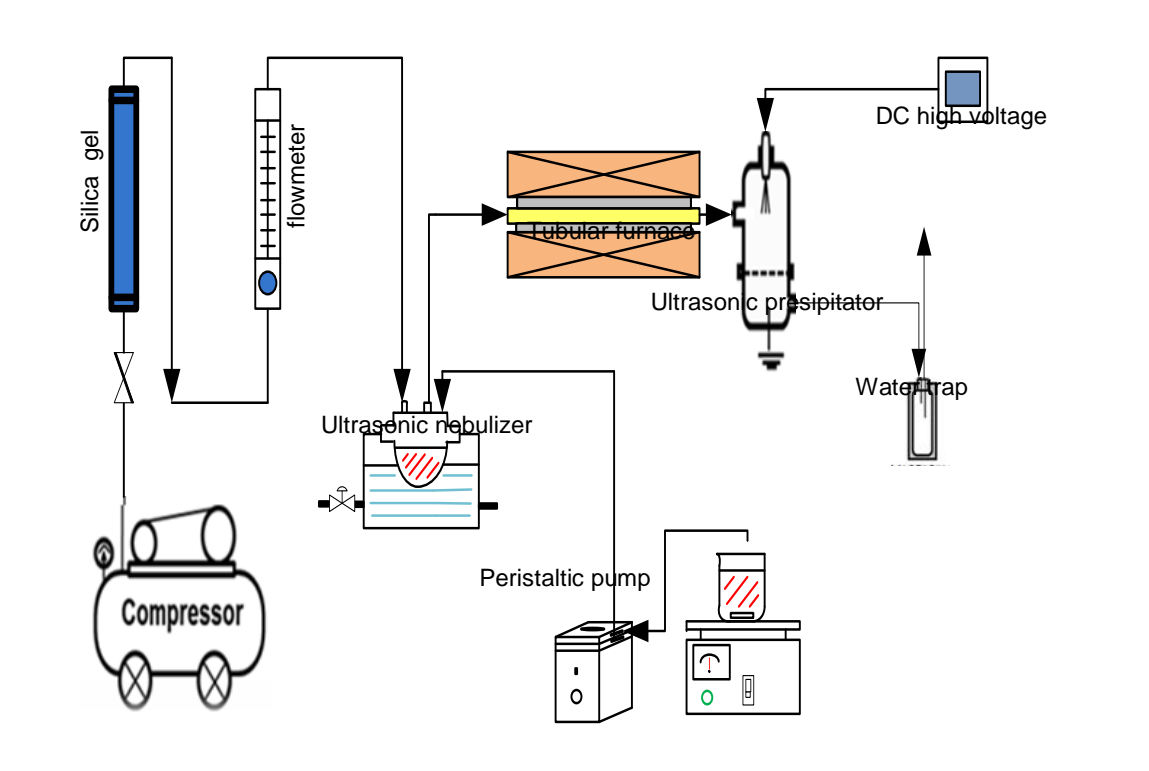 Silica gel
flowmeter
DC high voltage
Tubular furnace
Ultrasonic presipitator
Water trap
Ultrasonic nebulizer
Peristaltic pump
Compressor